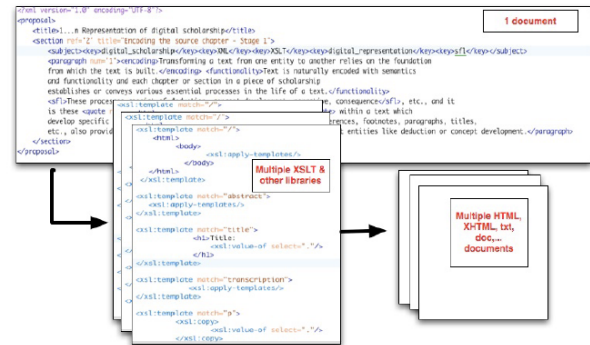 <?xml version="1.0" encoding="UTF-8"?>
<proposal>
<title>1...n Representation of digital scholarship</title>
<section ref="2" title="Encoding the source chapter - Stage 1">
<subject><key>digital_scholarship</key><key>XML</key><key>XSLT</key><key>digital_representation</key><key>sfl</key></subject>
<paragraph num="1"><encoding>Transforming a text from one entity to another relies on the foundation
from which the text is built.</encoding> <functionality>Text is naturally encoded with semantics
and functionality and each chapter or section in a piece of scholarship
establishes or conveys various essential processes in the life of a text.</functionality>
<sfl>These consequence</sfl>, etc., and it
is these <quote within a text which
develop specific erences, footnotes, paragraphs, titles,
etc., also provid t entities like deduction or concept development.</paragraph>
</section>
</proposal>
1 document
<xsl:template match="/">
<xsl:template match="/">
<xsl:template match="/">
<html>
<body>
<xsl:apply-templates/>
</body>
</html>
</xsl:template>
<xsl:template match="abstract">
<xsl:apply-templates/>
</xsl:template>
<xsl:template match="title">
<h1>Title:
<xsl:value-of select="."/>
</h1>
</xsl:template>
<xsl:template match="transcription">
<xsl:apply-templates/>
</xsl:template>
<xsl:template match="p">
<xsl:copy>
<xsl:value-of select="."/>
</xsl:copy>
Multiple XSLT &
other libraries
Multiple HTML,
XHTML, txt,
doc,...
documents